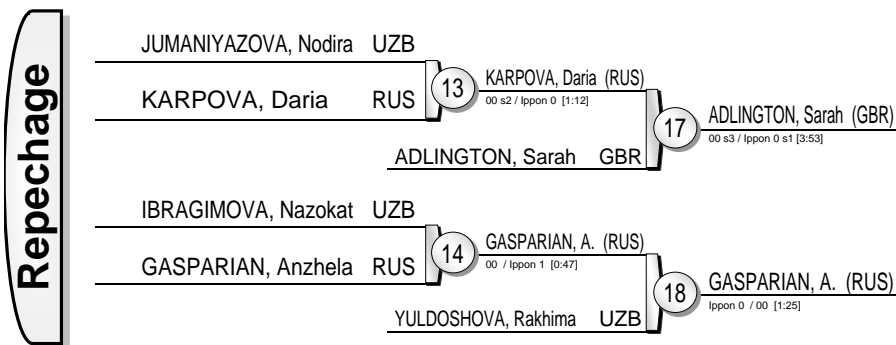 Repechage
JUMANIYAZOVA, Nodira UZB
KARPOVA, Daria RUS
13
KARPOVA, Daria (RUS)
00 s2 / Ippon 0 [1:12]
ADLINGTON, Sarah GBR
17
ADLINGTON, Sarah (GBR)
00 s3 / Ippon 0 s1 [3:53]
IBRAGIMOVA, Nazokat UZB
GASPARIAN, Anzhela RUS
14
GASPARIAN, A. (RUS)
00 / Ippon 1 [0:47]
YULDOSHOVA, Rakhima UZB
18
GASPARIAN, A. (RUS)
Ippon 0 / 00 [1:25]